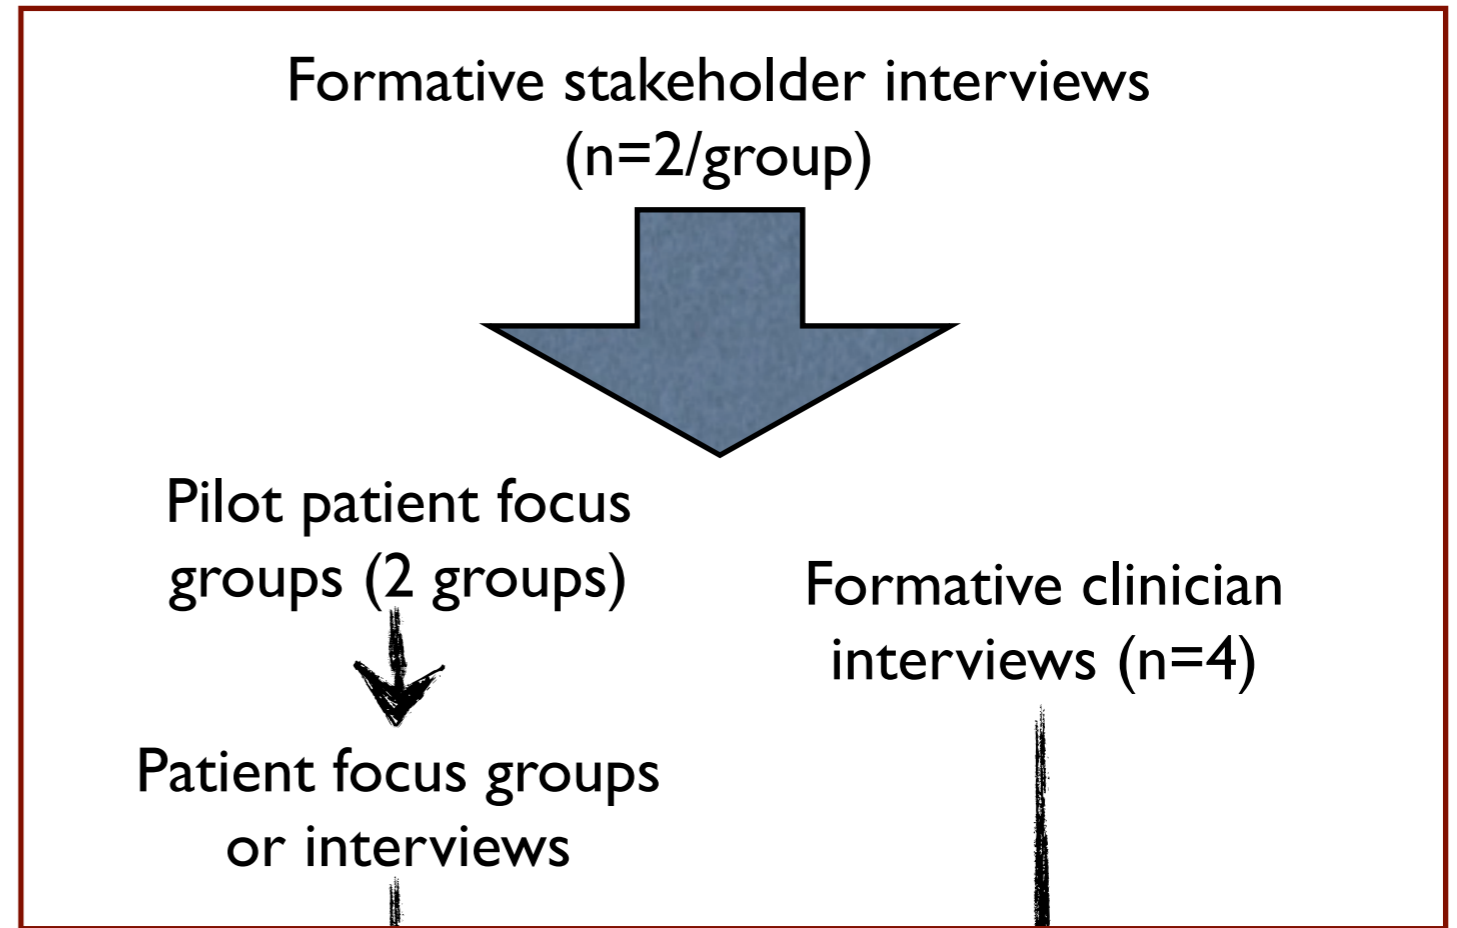 Formative stakeholder interviews
(n=2/group)
Pilot patient focus
groups (2 groups)
Formative clinician
interviews (n=4)
Patient focus groups
or interviews